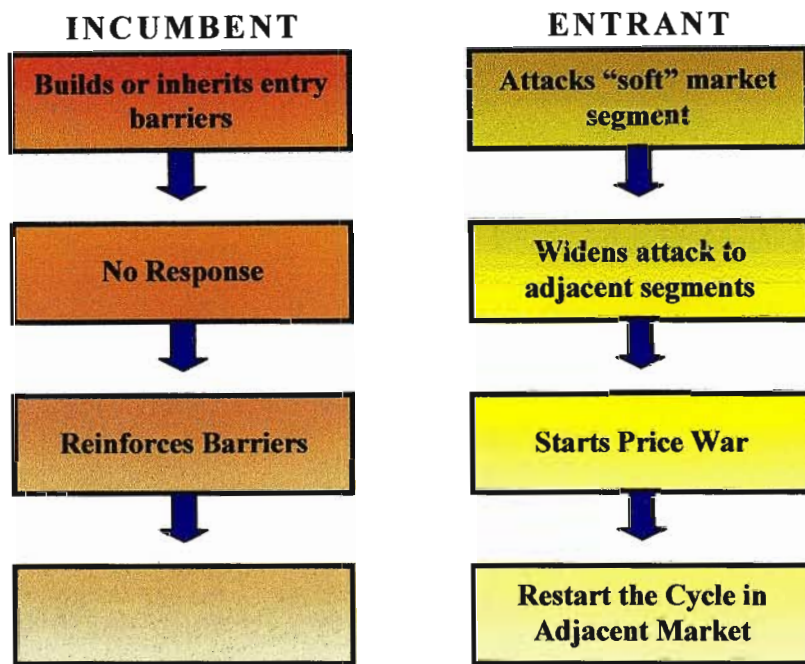 INCUMBENT
Builds or inherits entry
barriers
No Response
Reinforces Barriers
ENTRANT
Attacks “soft” market
segment
Widens attack to
adjacent segments
Starts Price War
Restart the Cycle in
Adjacent Market